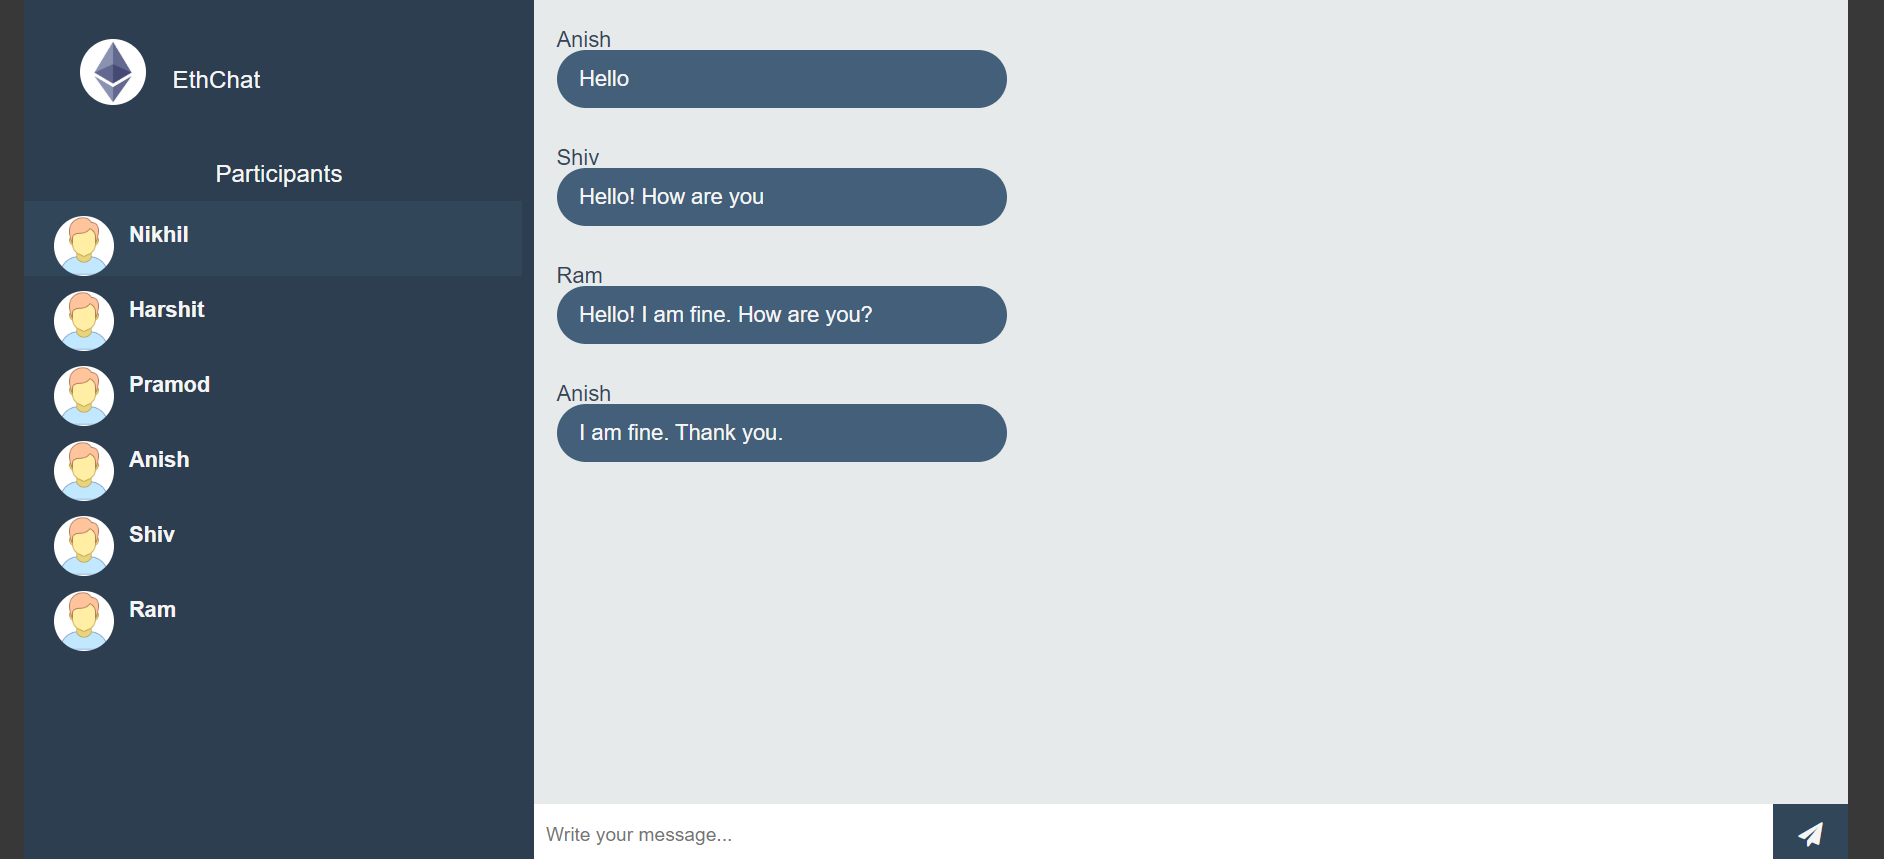 EthChat
Participants
Nikhil
Harshit
Pramod
Anish
Shiv
Ram
Anish
Hello
Shiv
Hello! How are you
Ram
Hello! I am fine. How are you?
Anish
I am fine. Thank you.
Write your message...